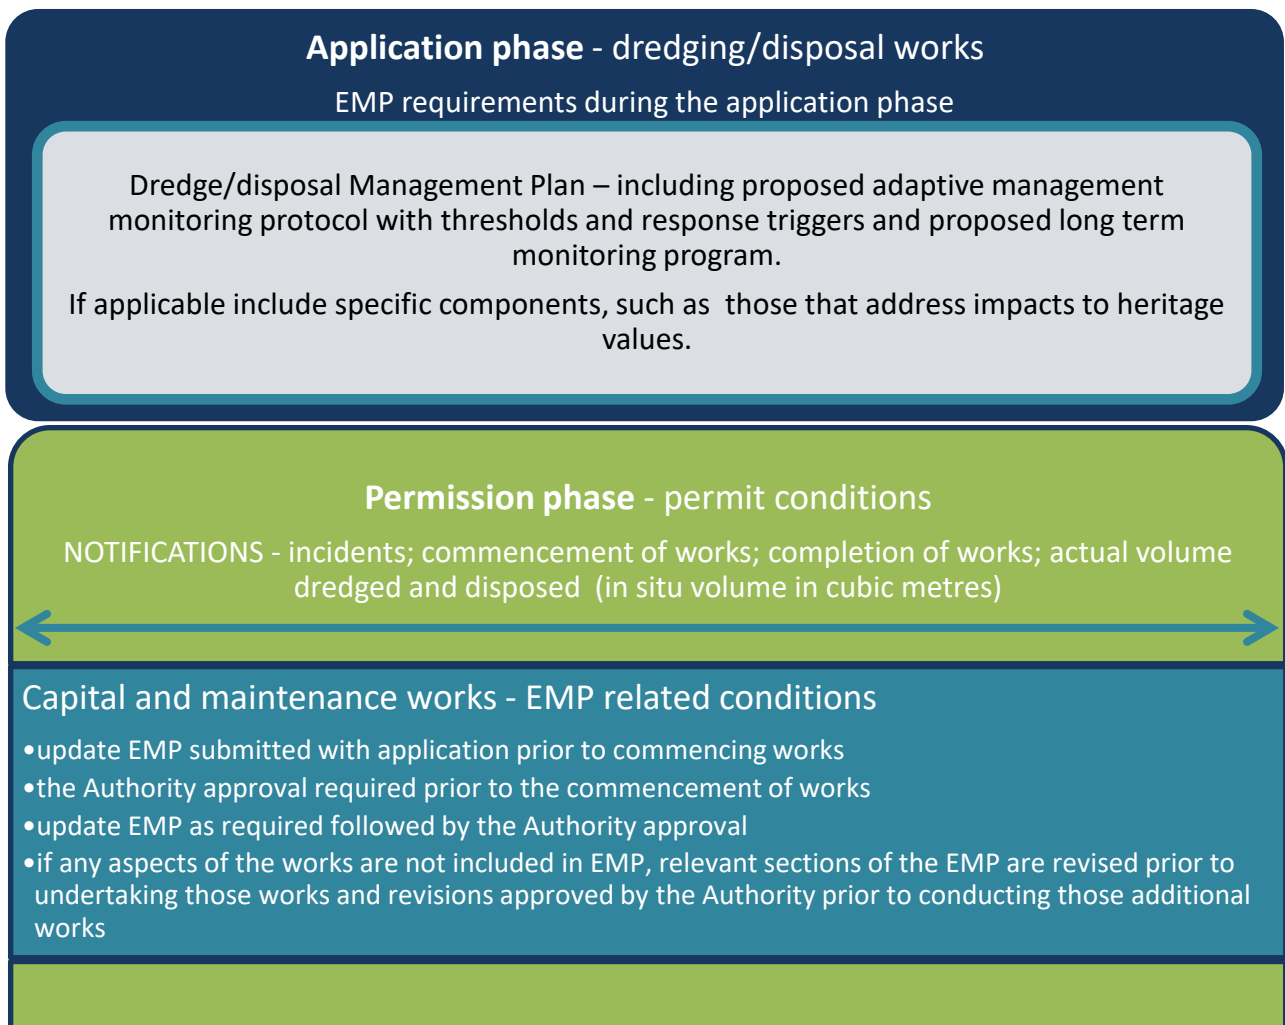 Application phase - dredging/disposal works
EMP requirements during the application phase
Dredge/disposal Management Plan – including proposed adaptive management
monitoring protocol with thresholds and response triggers and proposed long term
monitoring program.
If applicable include specific components, such as  those that address impacts to heritage
values.
Permission phase - permit conditions
NOTIFICATIONS - incidents; commencement of works; completion of works; actual volume
dredged and disposed  (in situ volume in cubic metres)
Capital and maintenance works - EMP related conditions
•update EMP submitted with application prior to commencing works
•the Authority approval required prior to the commencement of works
•update EMP as required followed by the Authority approval
•if any aspects of the works are not included in EMP, relevant sections of the EMP are revised prior to
undertaking those works and revisions approved by the Authority prior to conducting those additional
works